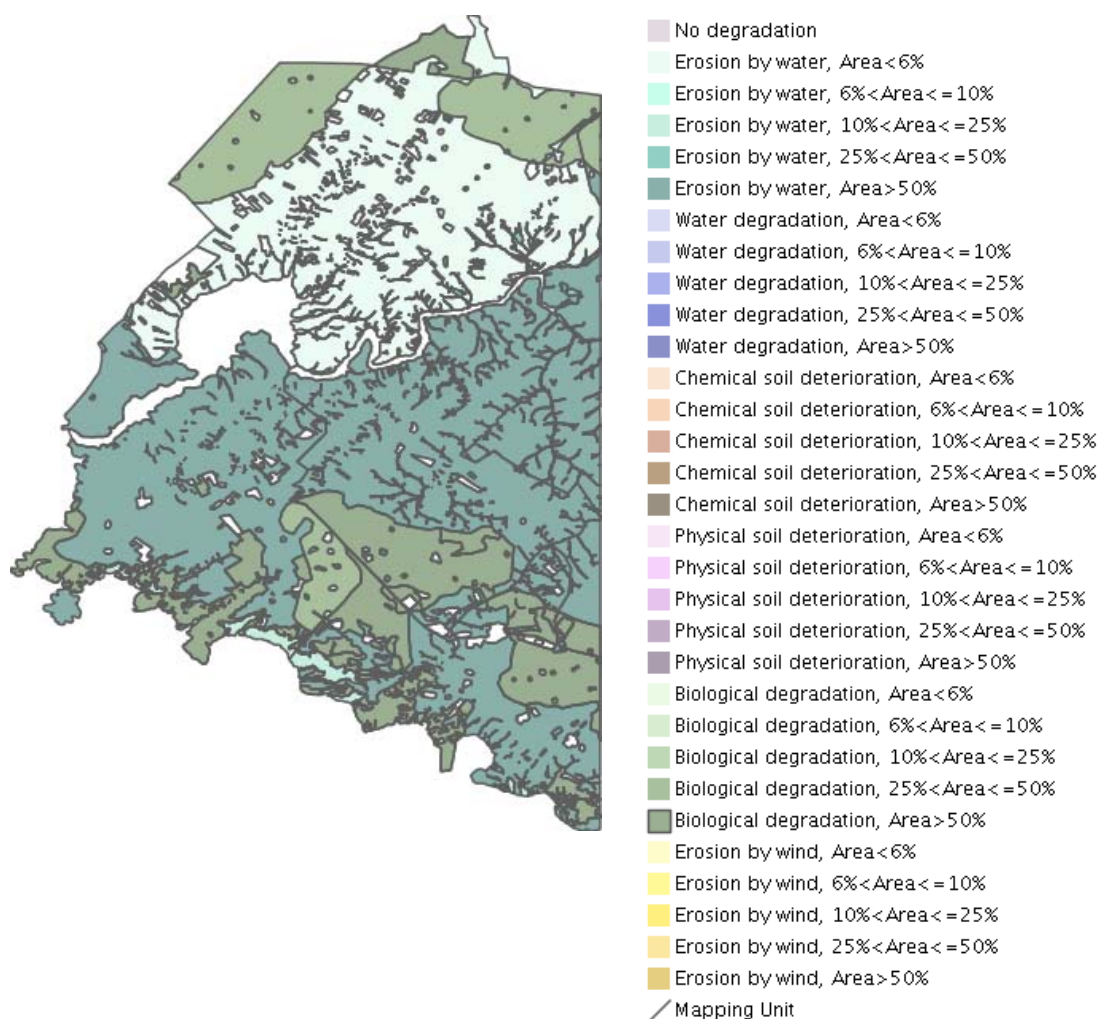 No degradation
Erosion by water, Area<6%
Erosion by water, 6%<Area<=10%
Erosion by water, 10%<Area<=25%
Erosion by water, 25%<Area<=50%
Erosion by water, Area>50%
Water degradation, Area<6%
Water degradation, 6%<Area<=10%
Water degradation, 10%<Area<=25%
Water degradation, 25%<Area<=50%
Water degradation, Area>50%
Chemical soil deterioration, Area<6%
Chemical soil deterioration, 6%<Area<=10%
Chemical soil deterioration, 10%<Area<=25%
Chemical soil deterioration, 25%<Area<=50%
Chemical soil deterioration, Area>50%
Physical soil deterioration, Area<6%
Physical soil deterioration, 6%<Area<=10%
Physical soil deterioration, 10%<Area<=25%
Physical soil deterioration, 25%<Area<=50%
Physical soil deterioration, Area>50%
Biological degradation, Area<6%
Biological degradation, 6%<Area<=10%
Biological degradation, 10%<Area<=25%
Biological degradation, 25%<Area<=50%
Biological degradation, Area>50%
Erosion by wind, Area<6%
Erosion by wind, 6%<Area<=10%
Erosion by wind, 10%<Area<=25%
Erosion by wind, 25%<Area<=50%
Erosion by wind, Area>50%
Mapping Unit